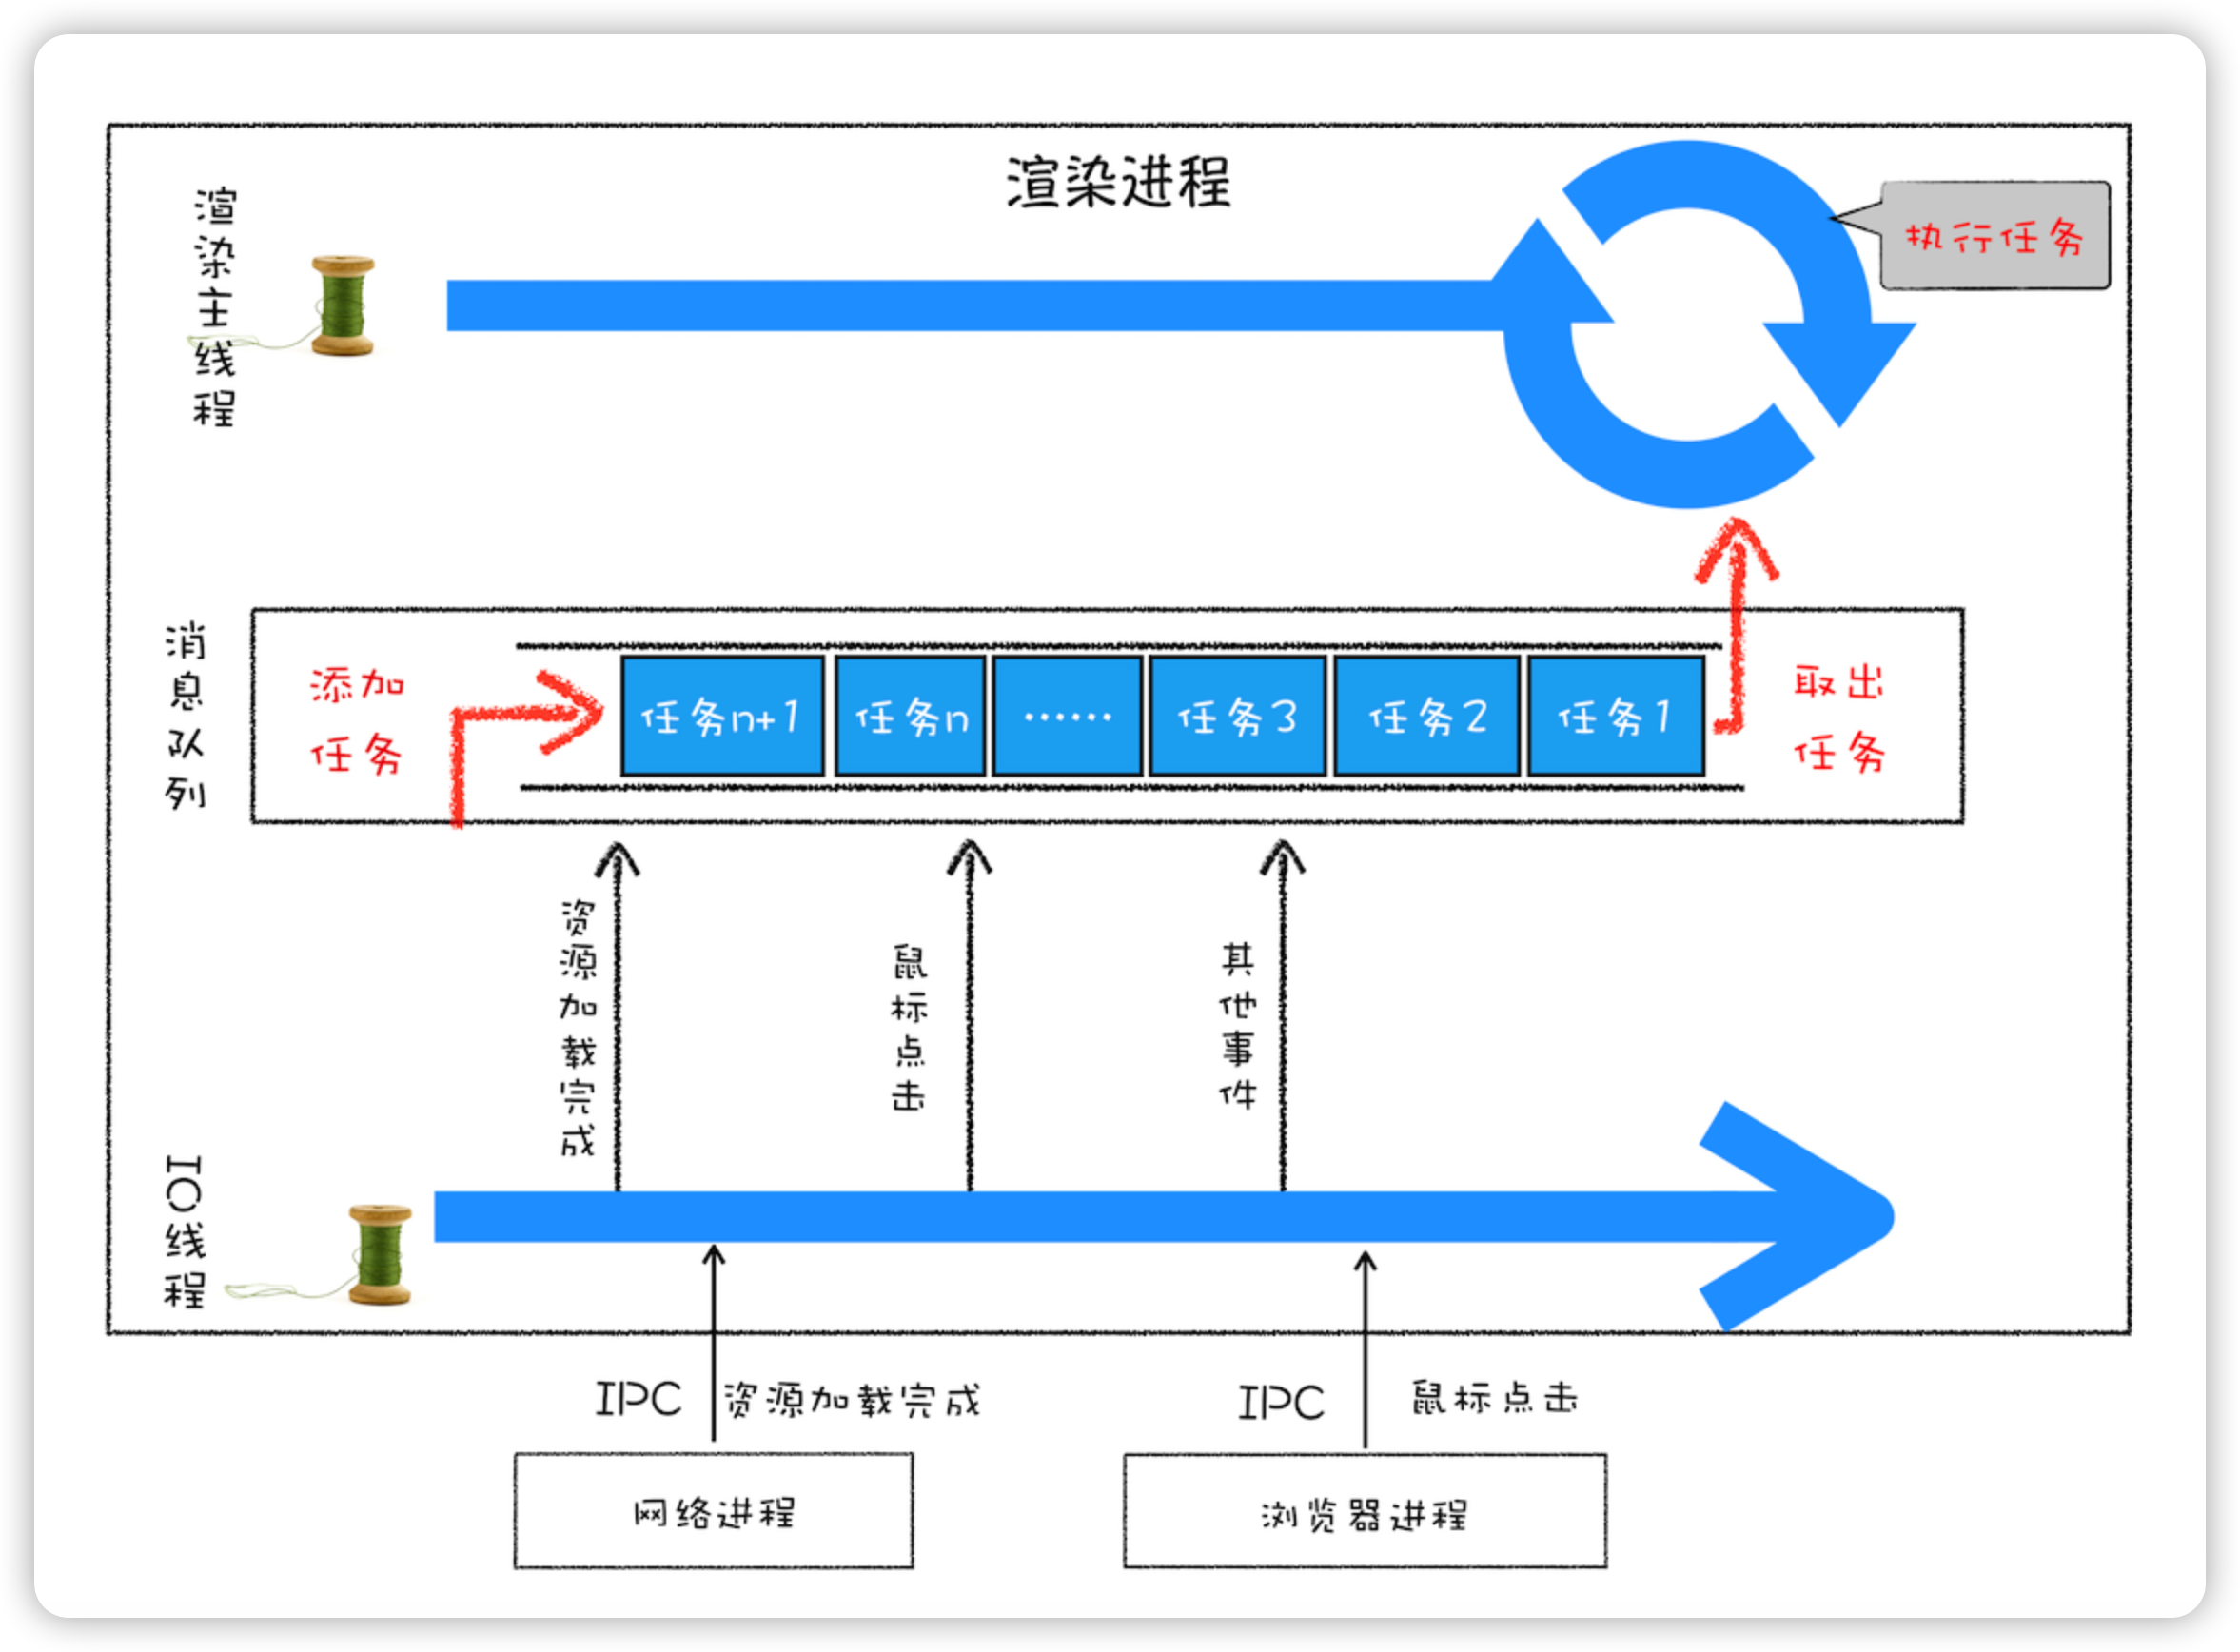 渲染进程
渲染主线程
执行任务
消息队列
添加
任务
任务n+1
任务n
······
任务3
任务2
任务1
取出
任务
资源加载完成
鼠标点击
其他事件
IO线程
IPC
资源加载完成
IPC
鼠标点击
网络进程
浏览器进程